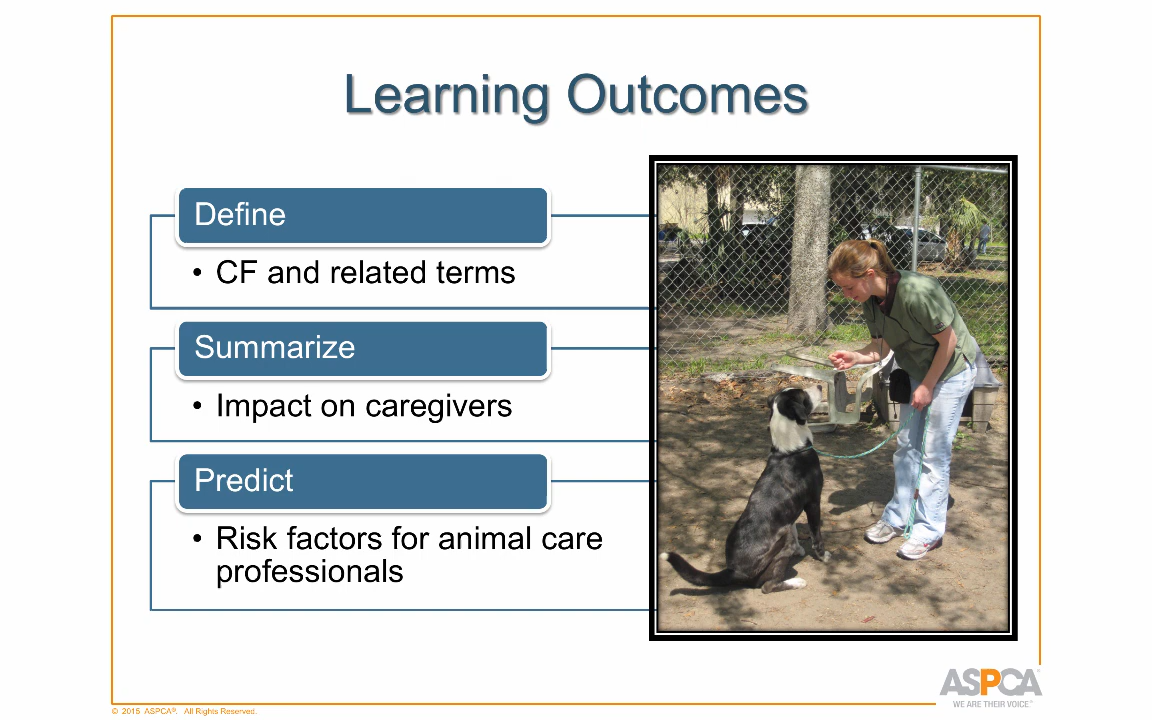 Learning Outcomes
Define
• CF and related terms
Summarize
• Impact on caregivers
Predict
• Risk factors for animal care
professionals
ASPCA®
WE ARE THEIR VOICE.®
© 2015 ASPCA®. All Rights Reserved.